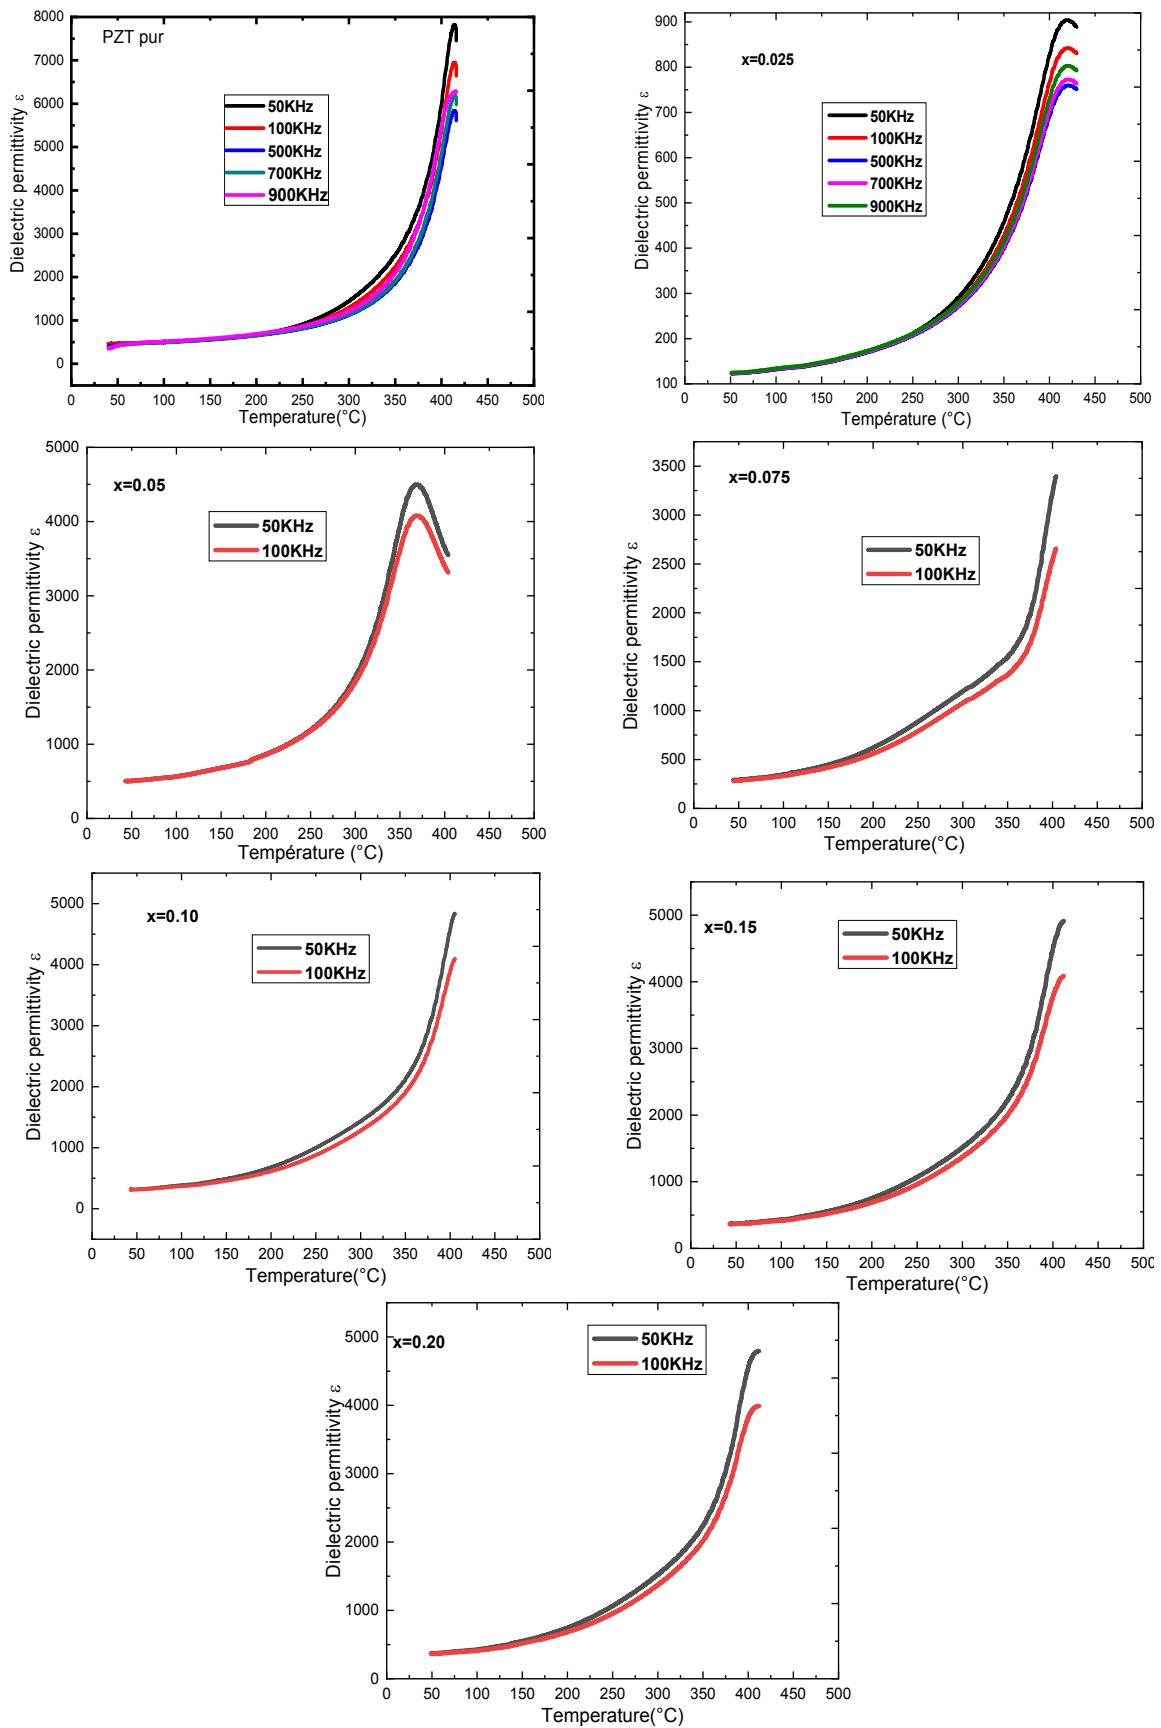 PZT pur
Dielectric permittivity ε
8000
7000
6000
5000
4000
3000
2000
1000
0
50KHz
100KHz
500KHz
700KHz
900KHz
0 50 100 150 200 250 300 350 400 450 500
Temperature(°C)
x=0.025
Dielectric permittivity ε
900
800
700
600
500
400
300
200
100
50KHz
100KHz
500KHz
700KHz
900KHz
0 50 100 150 200 250 300 350 400 450 500
Température (°C)
x=0.05
Dielectric permittivity ε
5000
4000
3000
2000
1000
0
50KHz
100KHz
0 50 100 150 200 250 300 350 400 450 500
Température (°C)
x=0.075
Dielectric permittivity ε
3500
3000
2500
2000
1500
1000
500
0
50KHz
100KHz
0 50 100 150 200 250 300 350 400 450 500
Temperature(°C)
x=0.10
Dielectric permittivity ε
5000
4000
3000
2000
1000
0
50KHz
100KHz
0 50 100 150 200 250 300 350 400 450 500
Temperature(°C)
x=0.15
Dielectric permittivity ε
5000
4000
3000
2000
1000
0
50KHz
100KHz
0 50 100 150 200 250 300 350 400 450 500
Temperature(°C)
x=0.20
Dielectric permittivity ε
5000
4000
3000
2000
1000
0
50KHz
100KHz
0 50 100 150 200 250 300 350 400 450 500
Temperature(°C)